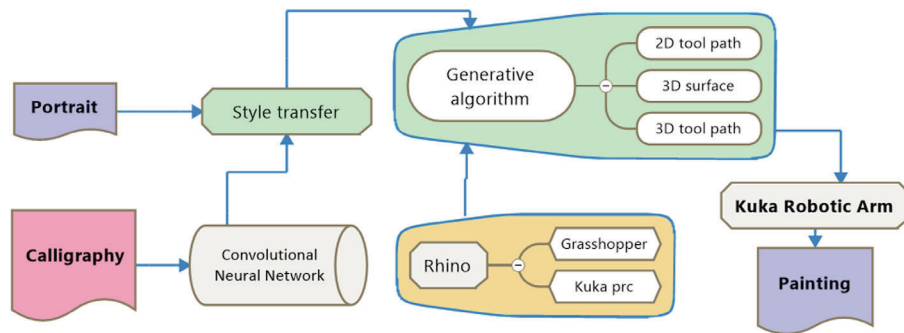 Portrait
Style transfer
Generative
algorithm
2D tool path
3D surface
3D tool path
Calligraphy
Convolutional
Neural Network
Rhino
Grasshopper
Kuka prc
Kuka Robotic Arm
Painting